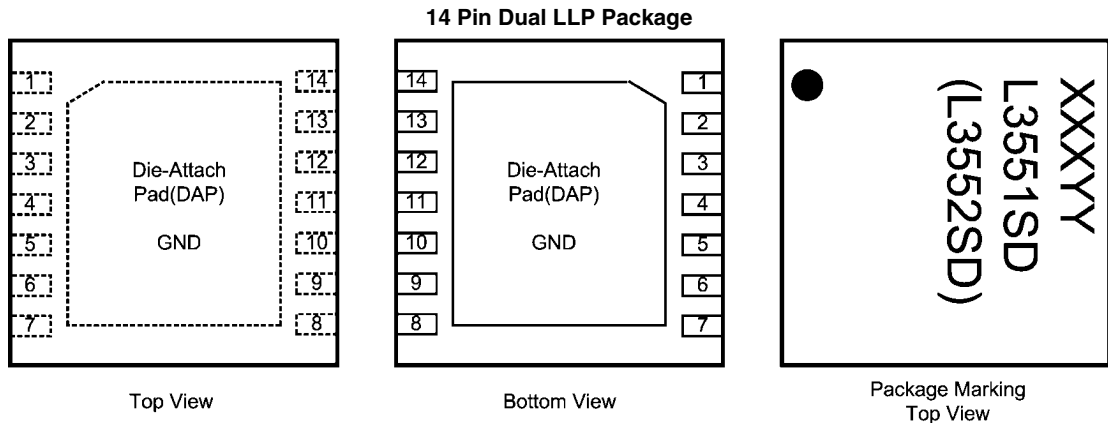 14 Pin Dual LLP Package
1
2
3
4
5
6
7
14
13
12
11
10
9
8
Die-Attach
Pad(DAP)
GND
Top View
14
13
12
11
10
9
8
1
2
3
4
5
6
7
Die-Attach
Pad(DAP)
GND
Bottom View
XXXYY
L3551SD
(L3552SD)
Package Marking
Top View